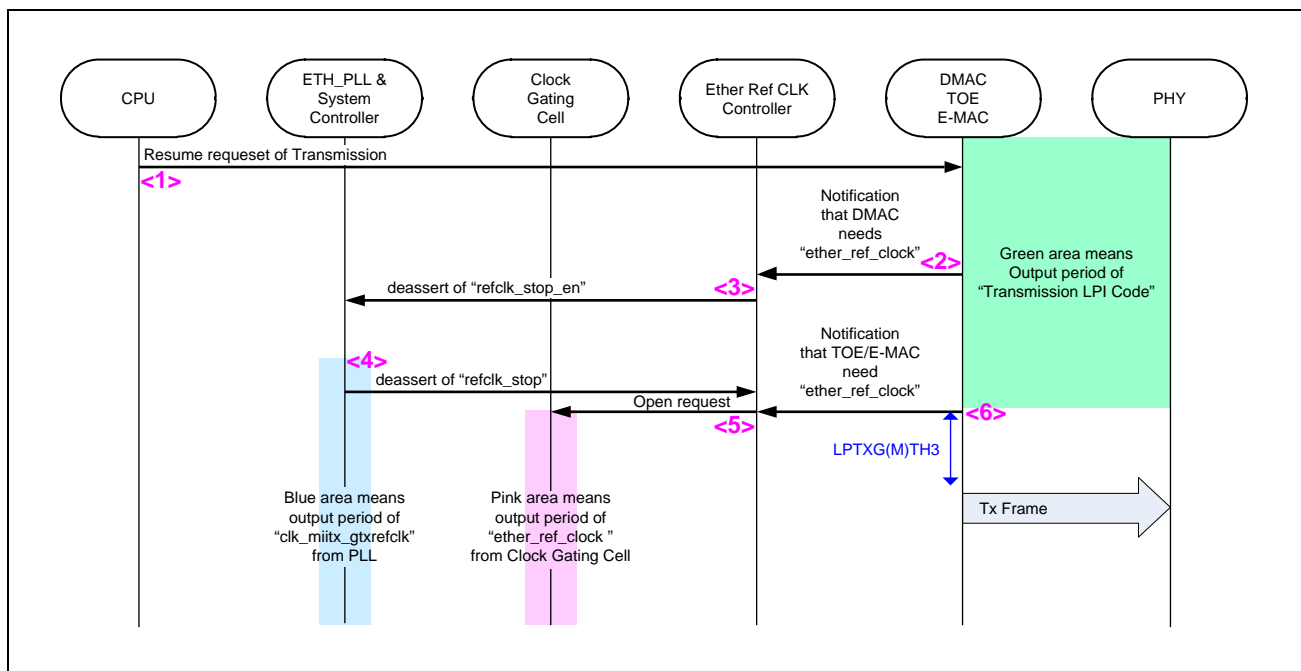 CPU
ETH_PLL &
System
Controller
Clock
Gating
Cell
Ether Ref CLK
Controller
DMAC
TOE
E-MAC
PHY
Resume requeset of Transmission
<1>
Notification
that DMAC
needs
“ether_ref_clock”
<2>
Green area means
Output period of
“Transmission LPI Code”
deassert of “refclk_stop_en”
<3>
Notification
that TOE/E-MAC
need
“ether_ref_clock”
<4>
deassert of “refclk_stop”
Open request
<5>
<6>
LPTXG(M)TH3
Blue area means
output period of
“clk_miitx_gtxrefclk”
from PLL
Pink area means
output period of
“ether_ref_clock ”
from Clock Gating Cell
Tx Frame